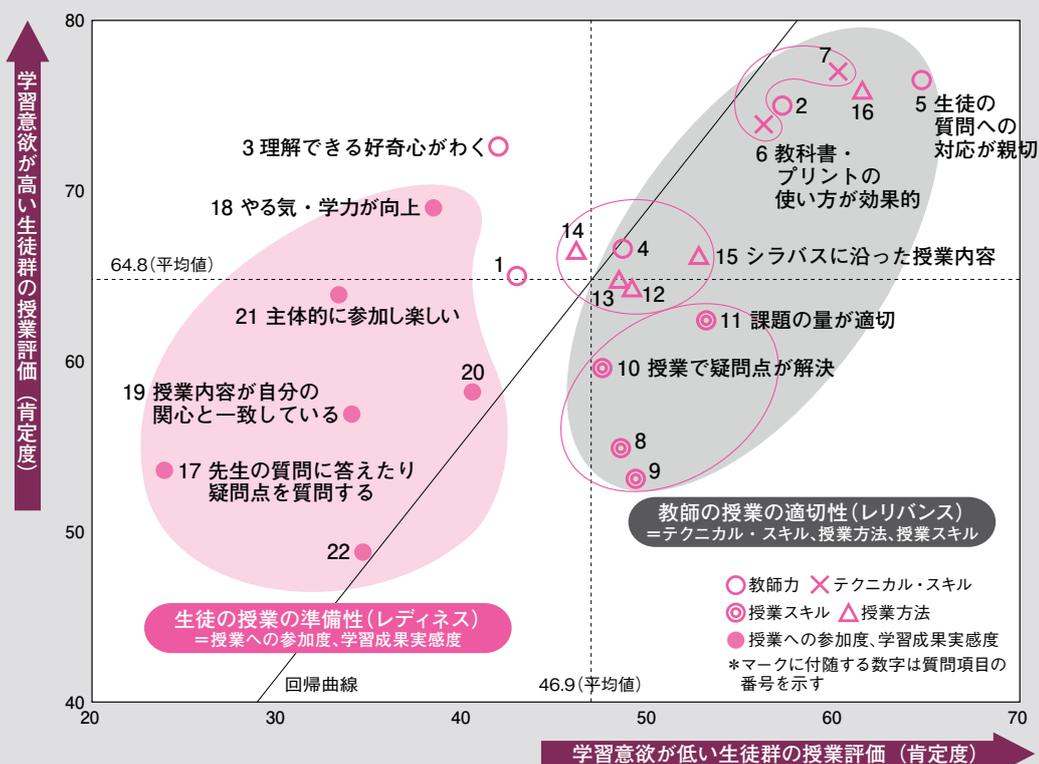 学習意欲が高い生徒群の授業評価（肯定度）
80
70
60
50
40
20
30
40
50
60
70
7
2
16
5 生徒の
質問への
対応が親切
6 教科書・
プリントの
使い方が効果的
3 理解できる好奇心がわく
18 やる気・学力が向上
14
4
15 シラバスに沿った授業内容
1
64.8（平均値）
13
12
21 主体的に参加し楽しい
11 課題の量が適切
20
10 授業で疑問点が解決
19 授業内容が自分の
関心と一致している
8
9
17 先生の質問に答えたり
疑問点を質問する
22
教師の授業の適切性（レリバンス）
＝テクニカル・スキル、授業方法、授業スキル
生徒の授業の準備性（レディネス）
＝授業への参加度、学習成果実感度
教師力
テクニカル・スキル
授業スキル
授業方法
授業への参加度、学習成果実感度
＊マークに付随する数字は質問項目の
番号を示す
回帰曲線
46.9（平均値）
学習意欲が低い生徒群の授業評価（肯定度）